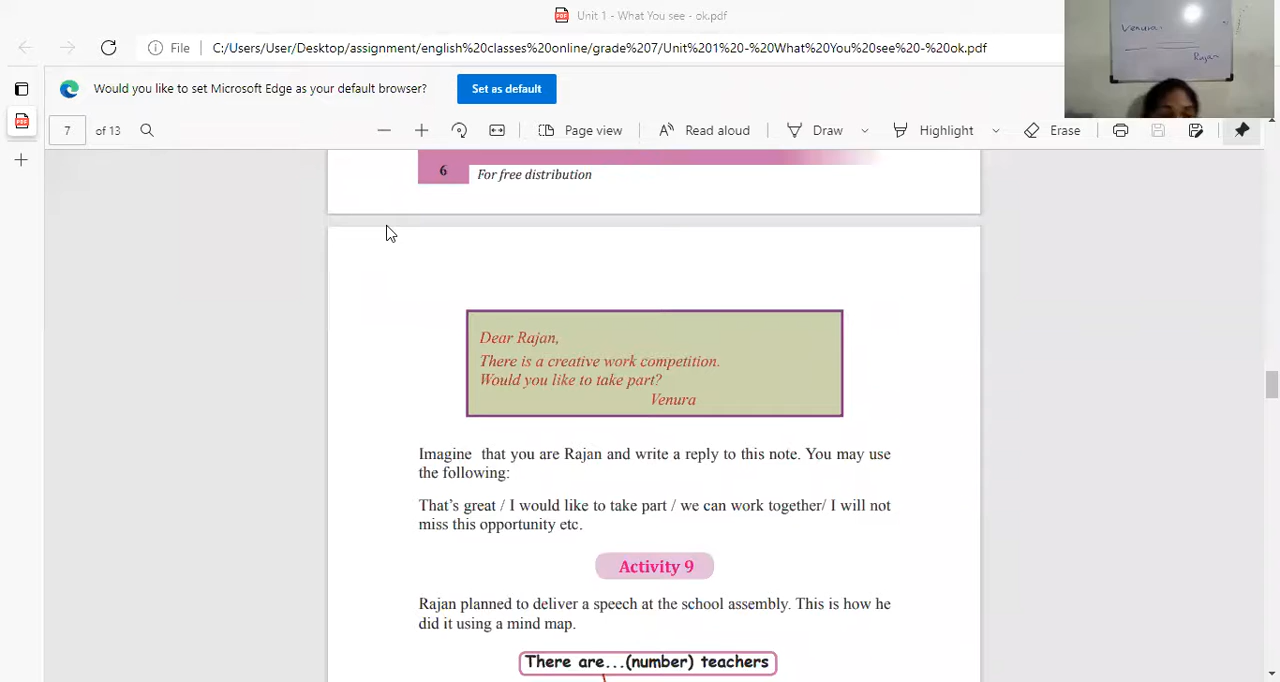 Unit 1 - What You see - ok.pdf
File C:/Users/User/Desktop/assignment/english%20classes%20online/grade%207/Unit%201%20-%20What%20You%20see%20-%20ok.pdf
Would you like to set Microsoft Edge as your default browser? Set as default
7 of 13 Page view Read aloud Draw Highlight Erase
Venura
Rajan
6 For free distribution
Dear Rajan,
There is a creative work competition.
Would you like to take part?
Venura
Imagine that you are Rajan and write a reply to this note. You may use
the following:
That's great / I would like to take part / we can work together/ I will not
miss this opportunity etc.
Activity 9
Rajan planned to deliver a speech at the school assembly. This is how he
did it using a mind map.
There are...(number) teachers